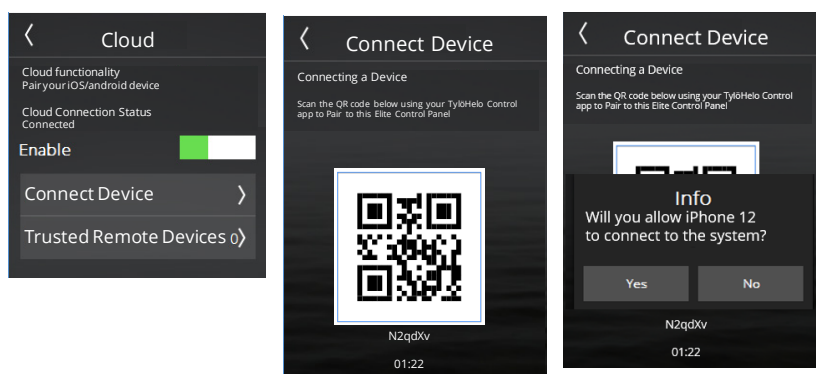 Cloud
Cloud functionality
Pair your iOS/android device
Cloud Connection Status
Connected
Enable
Connect Device
Trusted Remote Devices 0
Connect Device
Connecting a Device
Scan the QR code below using your TylöHelo Control
app to Pair to this Elite Control Panel
N2qdXv
01:22
Connect Device
Connecting a Device
Scan the QR code below using your TylöHelo Control
app to Pair to this Elite Control Panel
Info
Will you allow iPhone 12
to connect to the system?
Yes No
N2qdXv
01:22